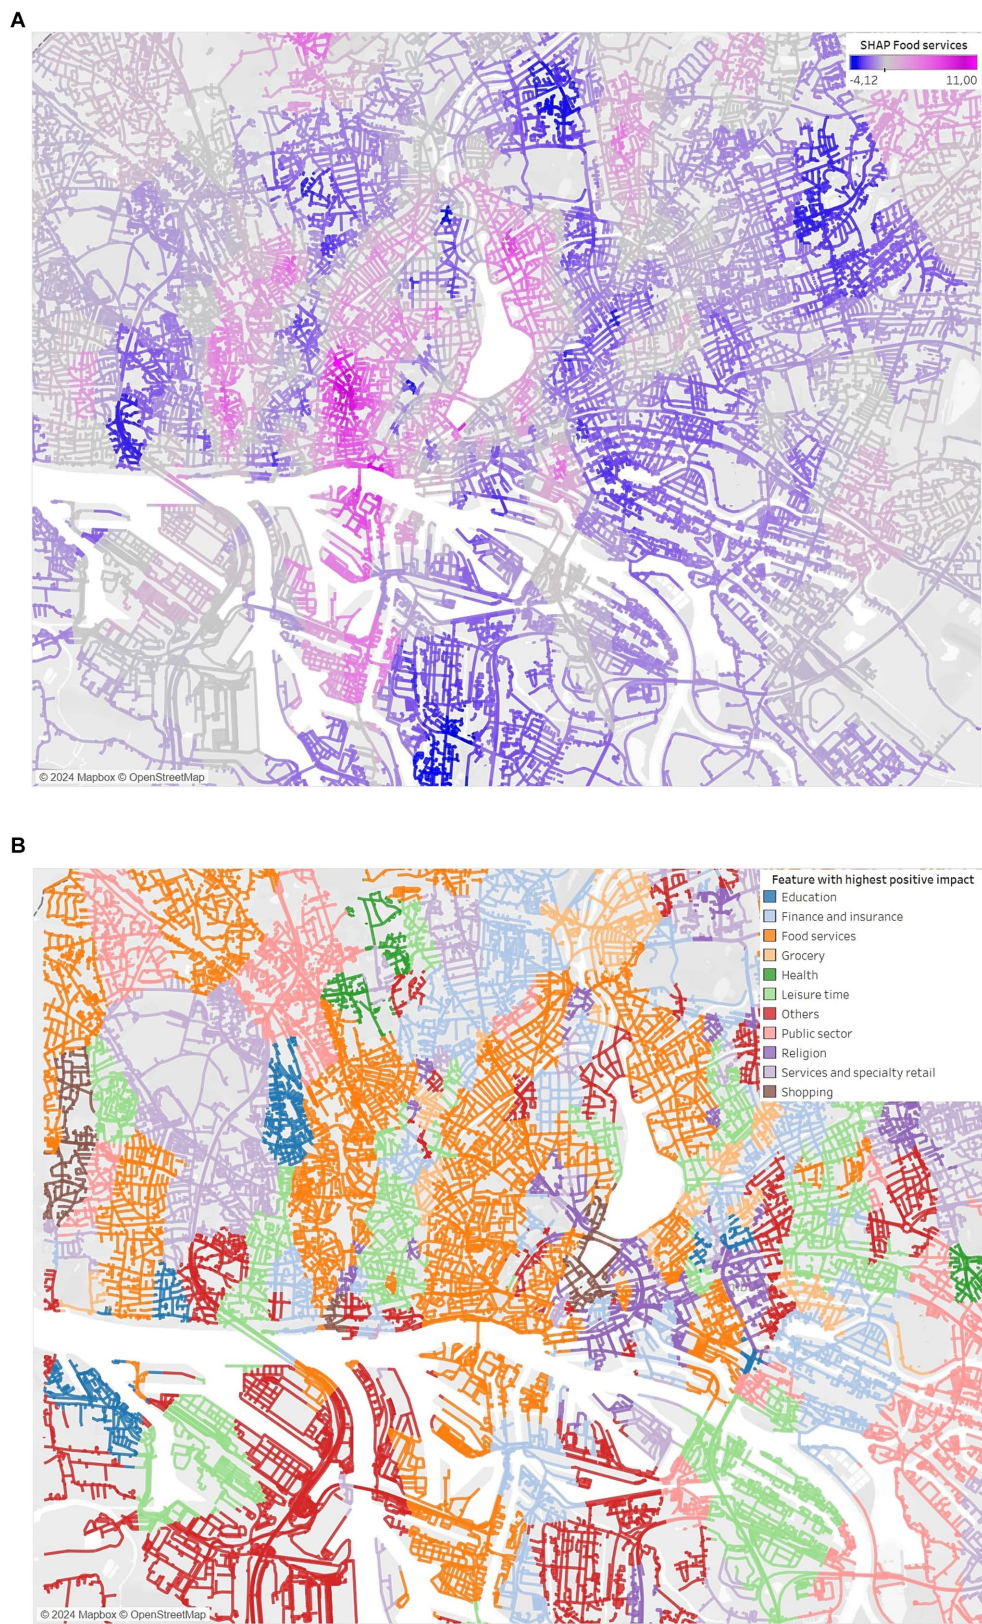 A
SHAP Food services
-4,12 11,00
© 2024 Mapbox © OpenStreetMap
B
Feature with highest positive impact
Education
Finance and insurance
Food services
Grocery
Health
Leisure time
Others
Public sector
Religion
Services and specialty retail
Shopping
© 2024 Mapbox © OpenStreetMap